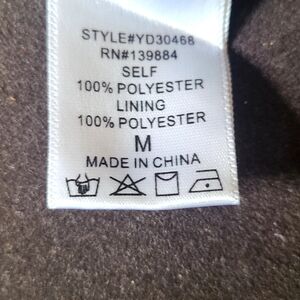 STYLE#YD30468
RN#139884
SELF
100% POLYESTER
LINING
100% POLYESTER
M
MADE IN CHINA